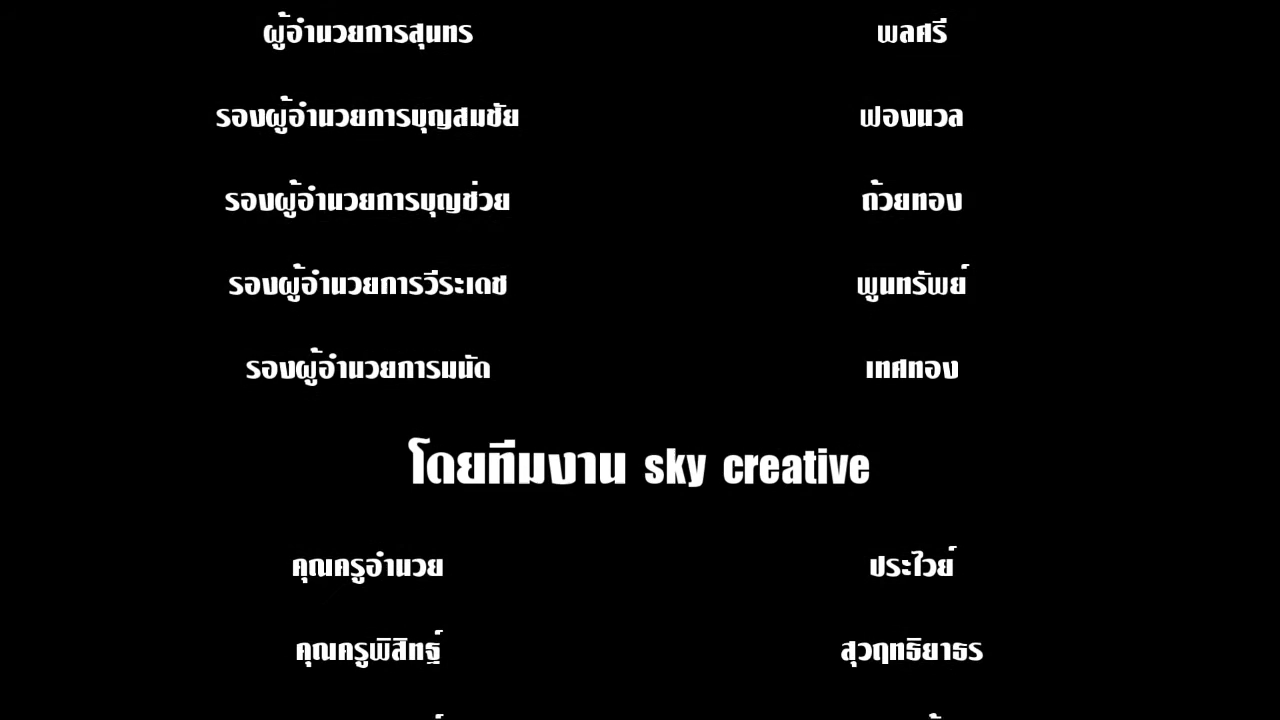 ผู้อำนวยการสุนทร พลศรี
รองผู้อำนวยการบุญสมชัย ฟองนวล
รองผู้อำนวยการบุญช่วย ถ้วยทอง
รองผู้อำนวยการวีระเดช พูนทรัพย์
รองผู้อำนวยการมนัด เทศทอง
โดยทีมงาน sky creative
คุณครูอำนวย ประไวย์
คุณครูพิสิทฐ์ สุวฤทธิยาธร